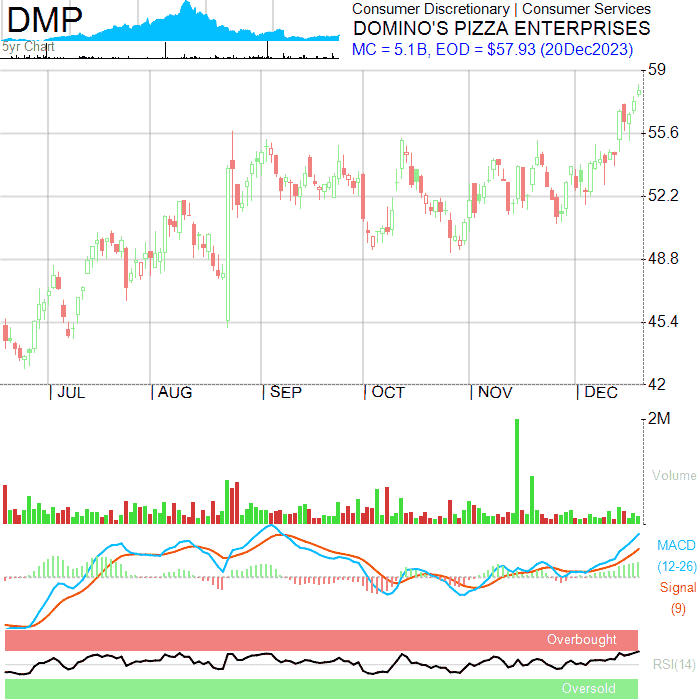 DMP
5yr Chart
Consumer Discretionary | Consumer Services
DOMINO'S PIZZA ENTERPRISES
MC = 5.1B, EOD = $57.93 (20Dec2023)
59
55.6
52.2
48.8
45.4
42
JUL AUG SEP OCT NOV DEC
2M
Volume
MACD
(12-26)
Signal
(9)
Overbought
RSI(14)
Oversold